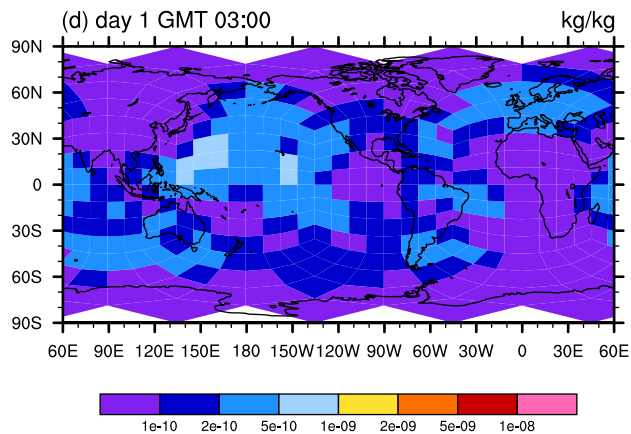 (d) day 1 GMT 03:00 kg/kg
90N
60N
30N
0
30S
60S
90S
60E 90E 120E 150E 180 150W 120W 90W 60W 30W 0 30E 60E
1e-10 2e-10 5e-10 1e-09 2e-09 5e-09 1e-08